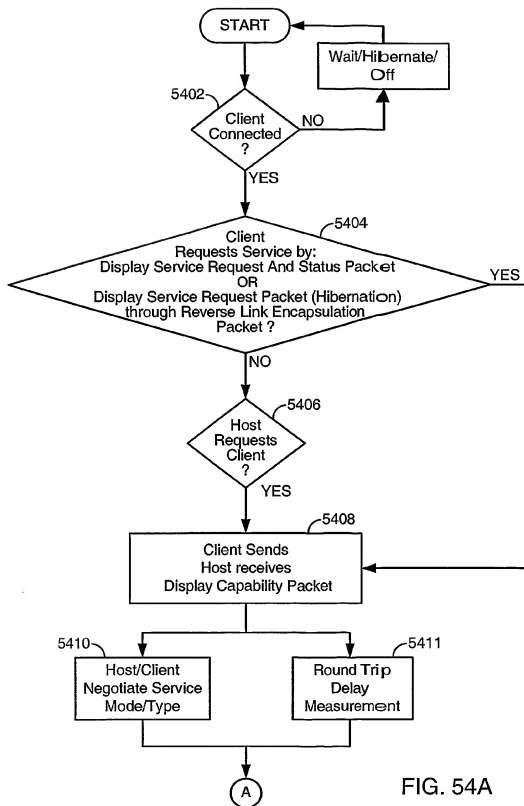 START
Wait/Hibernate/
Off
5402
Client
Connected
?
NO
YES
5404
Client
Requests Service by:
Display Service Request And Status Packet
OR
Display Service Request Packet (Hibernation)
through Reverse Link Encapsulation
Packet ?
YES
NO
5406
Host
Requests
Client
?
YES
5408
Client Sends
Host receives
Display Capability Packet
5410
Host/Client
Negotiate Service
Mode/Type
5411
Round Trip
Delay
Measurement
A
FIG. 54A